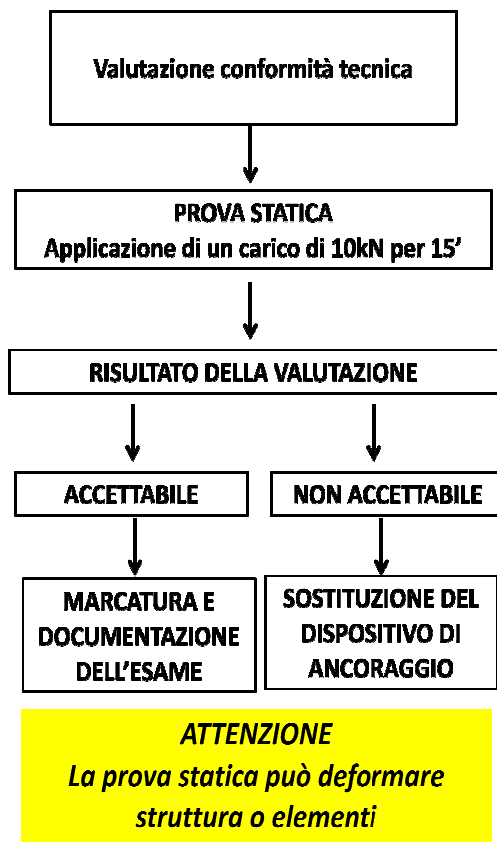 Valutazione conformità tecnica
PROVA STATICA
Applicazione di un carico di 10kN per 15’
RISULTATO DELLA VALUTAZIONE
ACCETTABILE
NON ACCETTABILE
MARCATURA E
DOCUMENTAZIONE
DELL’ESAME
SOSTITUZIONE DEL
DISPOSITIVO DI
ANCORAGGIO
ATTENZIONE
La prova statica può deformare
struttura o elementi